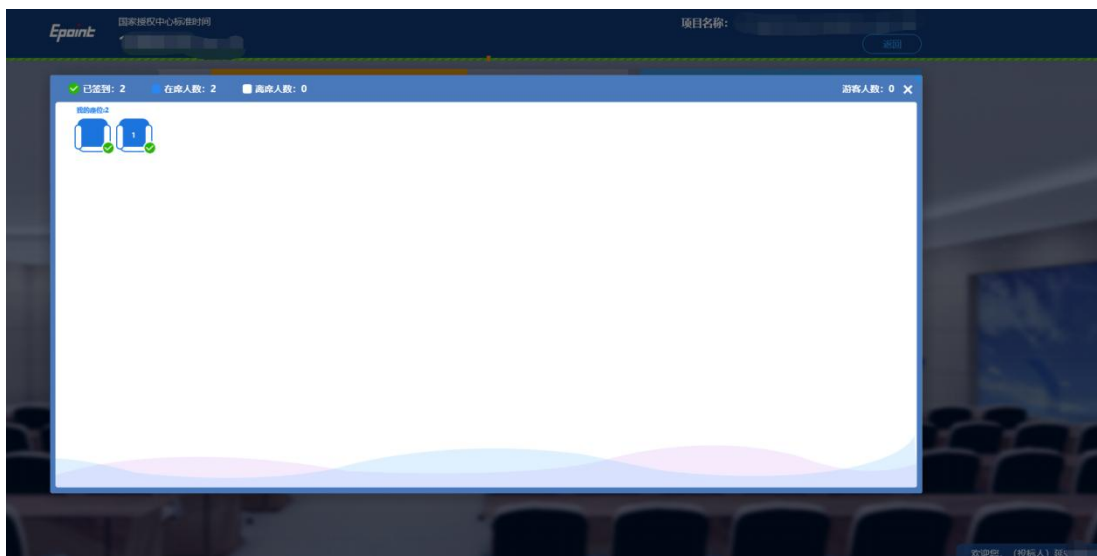 Epoint
国家授权中心标准时间
项目名称:
返回
已签到: 2 在席人数: 2 离席人数: 0 游客人数: 0
我的座位:2
1
欢迎您, (投标人)